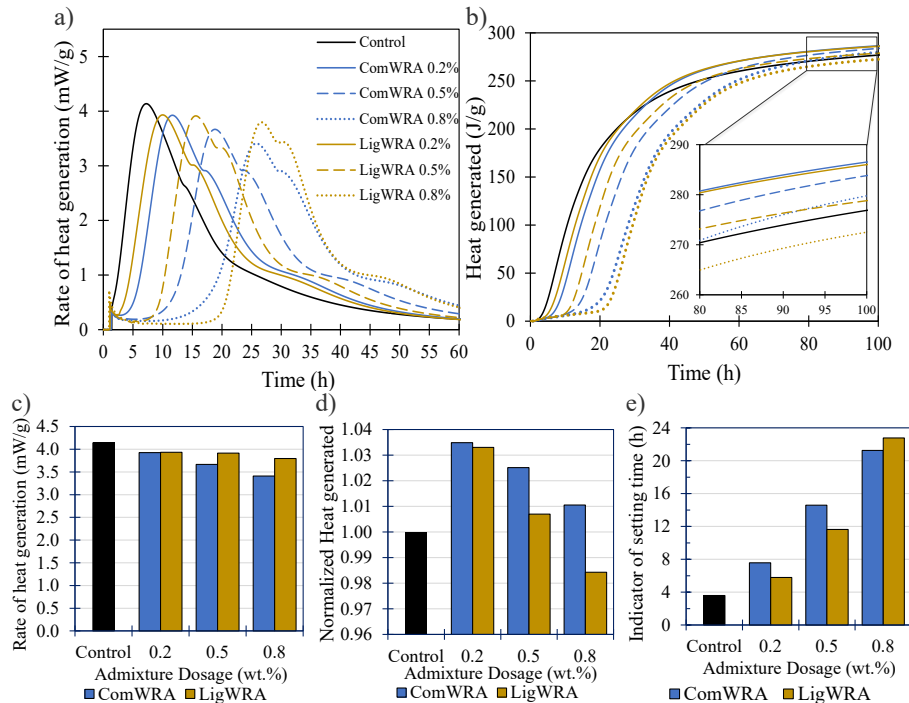 a)
Rate of heat generation (mW/g)
5
4
3
2
1
0
0 5 10 15 20 25 30 35 40 45 50 55 60
Time (h)
Control
ComWRA 0.2%
ComWRA 0.5%
ComWRA 0.8%
LigWRA 0.2%
LigWRA 0.5%
LigWRA 0.8%
b)
Heat generated (J/g)
300
250
200
150
100
50
0
0 20 40 60 80 100
Time (h)
290
280
270
260
80 85 90 95 100
c)
Rate of heat generation (mW/g)
4.5
4.0
3.5
3.0
2.5
2.0
1.5
1.0
0.5
0.0
Control 0.2 0.5 0.8
Admixture Dosage (wt.%)
ComWRA LigWRA
d)
Normalized Heat generated
1.04
1.03
1.02
1.01
1.00
0.99
0.98
0.97
0.96
Control 0.2 0.5 0.8
Admixture Dosage (wt.%)
ComWRA LigWRA
e)
Indicator of setting time (h)
24
20
16
12
8
4
0
Control 0.2 0.5 0.8
Admixture Dosage (wt.%)
ComWRA LigWRA